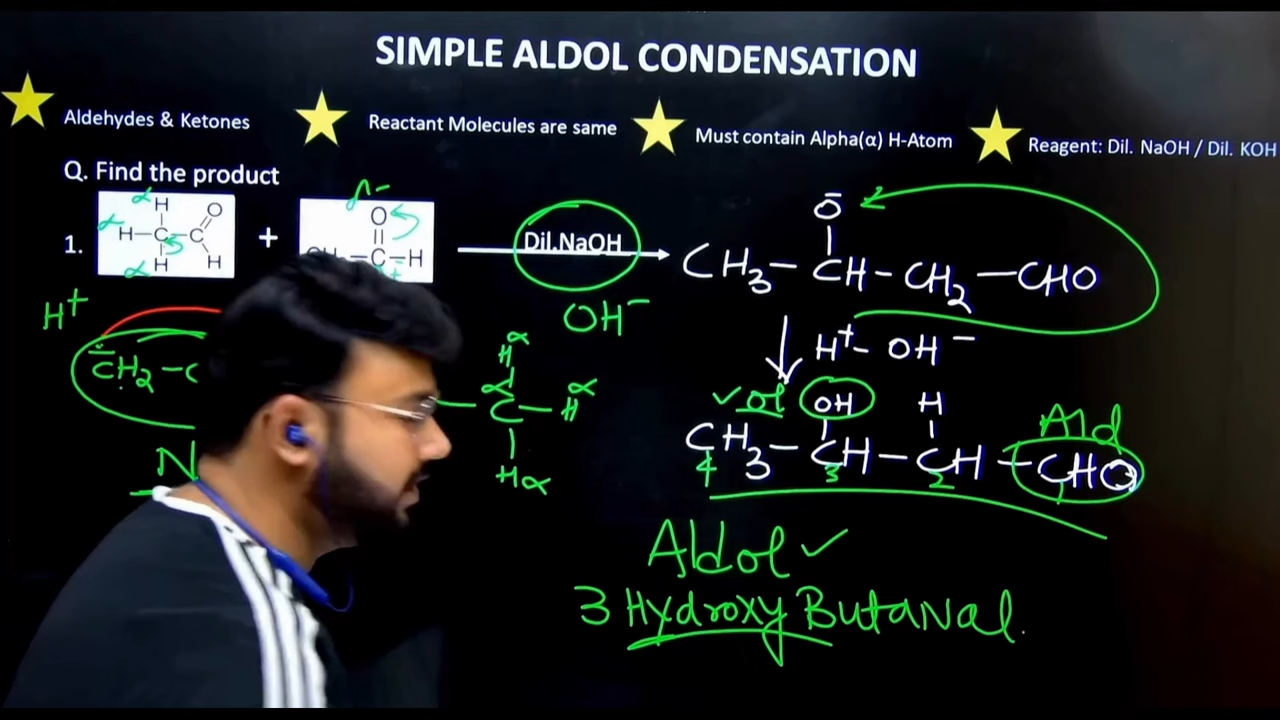 SIMPLE ALDOL CONDENSATION
Aldehydes & Ketones
Reactant Molecules are same
Must contain Alpha(α) H-Atom
Reagent: Dil. NaOH / Dil. KOH
Q. Find the product
1.
α H
α H–C–C O
α H H
+
δ-
O
C–H
+
Dil.NaOH
OH⁻
Ō
CH₃–CH–CH₂–CHO
H⁺– OH⁻
H⁺
C̄H₂–C
α
H
α C–H α
Hα
✓ol OH H Ald
CH₃–CH–CH–CHO
4 3 2 1
Aldol ✓
3 Hydroxy Butanal.